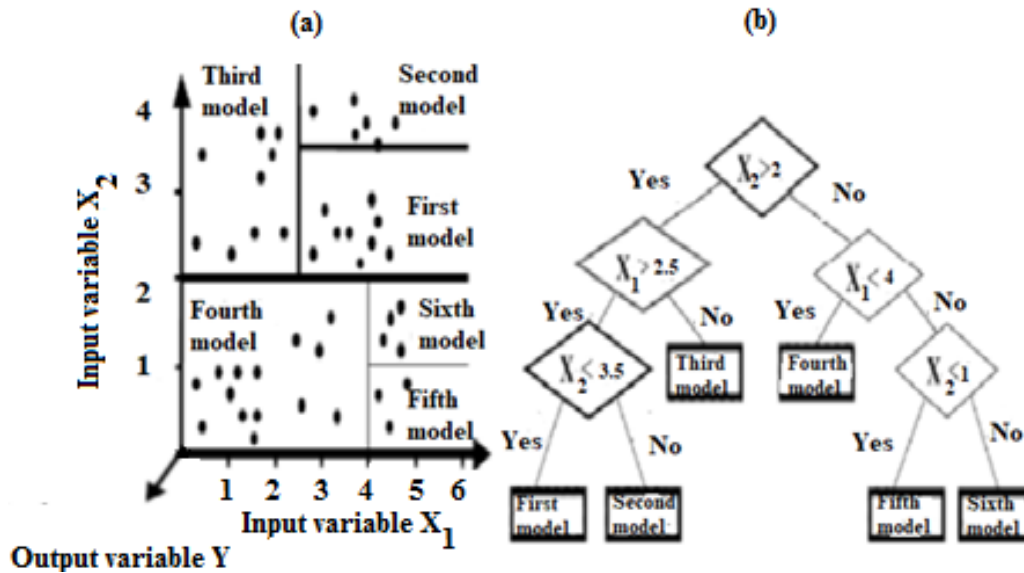 (a)
(b)
Third
model
Second
model
First
model
Fourth
model
Sixth
model
Fifth
model
4
3
2
1
Input variable X2
1 2 3 4 5 6
Input variable X1
Output variable Y
X2>2
Yes
No
X1> 2.5
X1< 4
Yes
No
Yes
No
X2≤ 3.5
Third
model
Fourth
model
X2≤1
Yes
No
Yes
No
First
model
Second
model
Fifth
model
Sixth
model